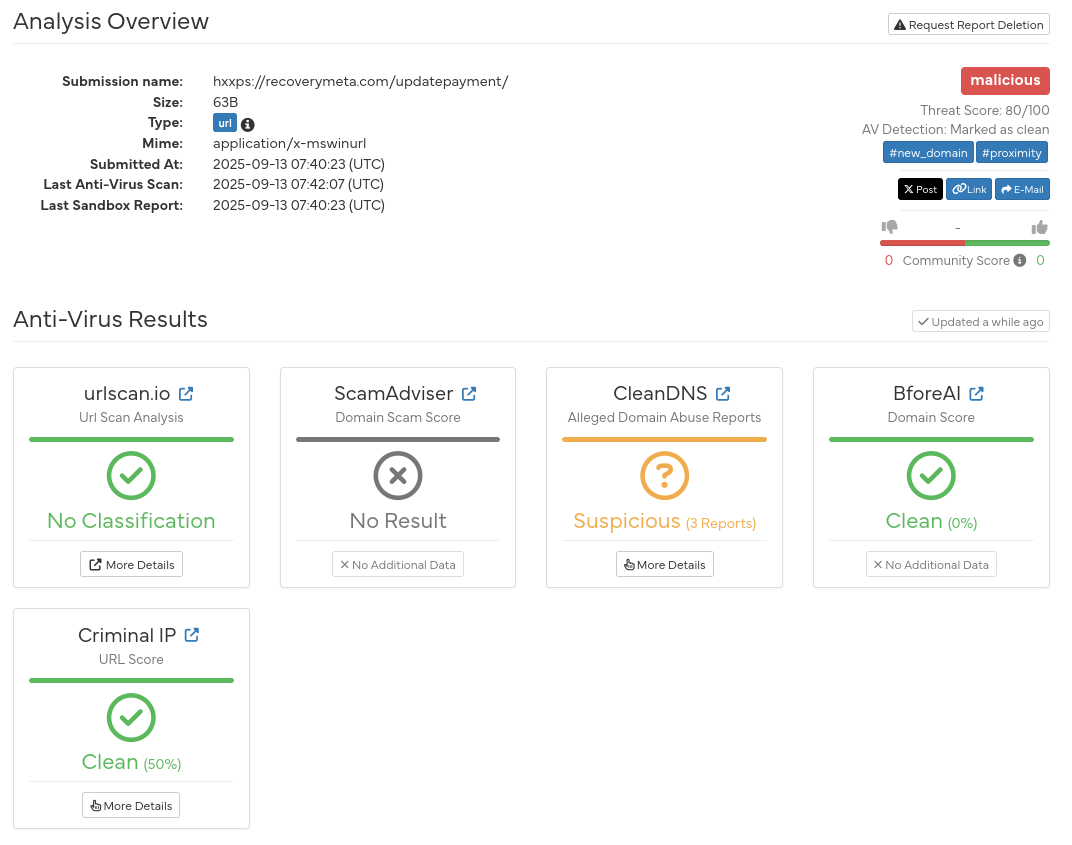 Analysis Overview
Request Report Deletion
Submission name: hxxps://recoverymeta.com/updatepayment/
Size: 63B
Type: url
Mime: application/x-mswinurl
Submitted At: 2025-09-13 07:40:23 (UTC)
Last Anti-Virus Scan: 2025-09-13 07:42:07 (UTC)
Last Sandbox Report: 2025-09-13 07:40:23 (UTC)
malicious
Threat Score: 80/100
AV Detection: Marked as clean
#new_domain #proximity
Post Link E-Mail
-
0 Community Score 0
Anti-Virus Results
Updated a while ago
urlscan.io
Url Scan Analysis
No Classification
More Details
ScamAdviser
Domain Scam Score
No Result
No Additional Data
CleanDNS
Alleged Domain Abuse Reports
Suspicious (3 Reports)
More Details
BforeAI
Domain Score
Clean (0%)
No Additional Data
Criminal IP
URL Score
Clean (50%)
More Details